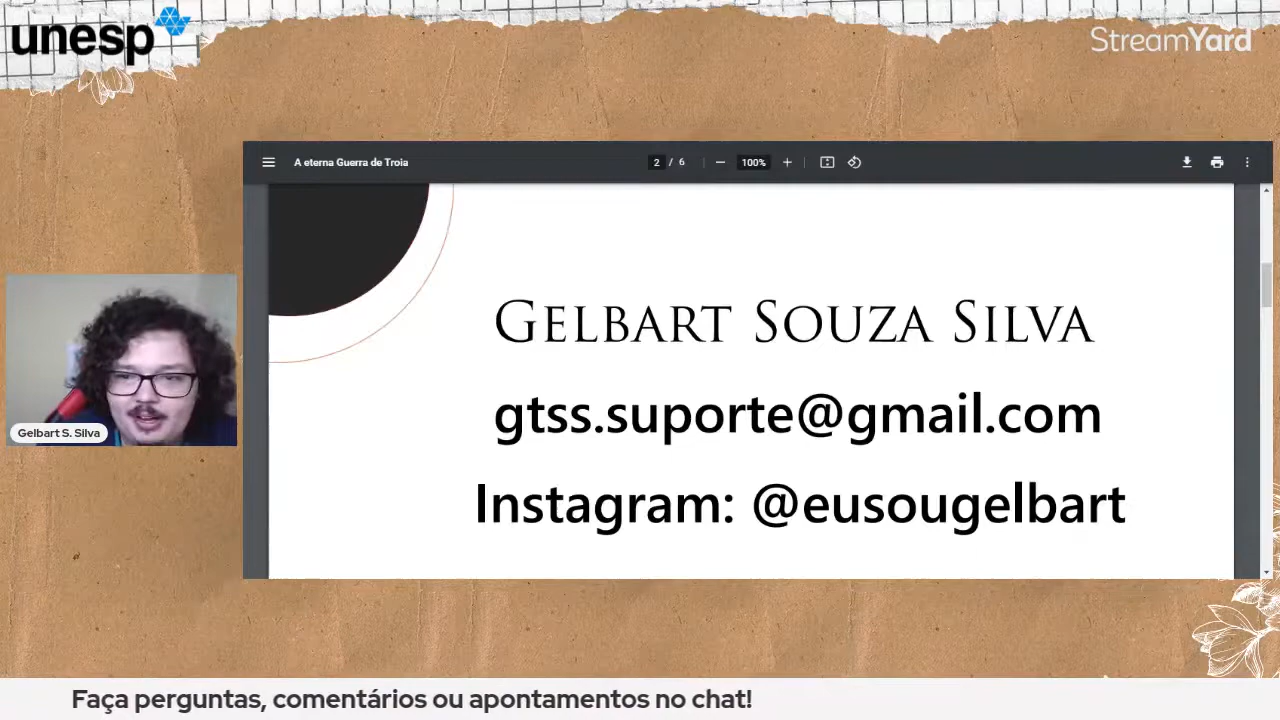 unesp
StreamYard
A eterna Guerra de Troia
2 / 6
100%
Gelbart Souza Silva
gtss.suporte@gmail.com
Instagram: @eusougelbart
Gelbart S. Silva
Faça perguntas, comentários ou apontamentos no chat!